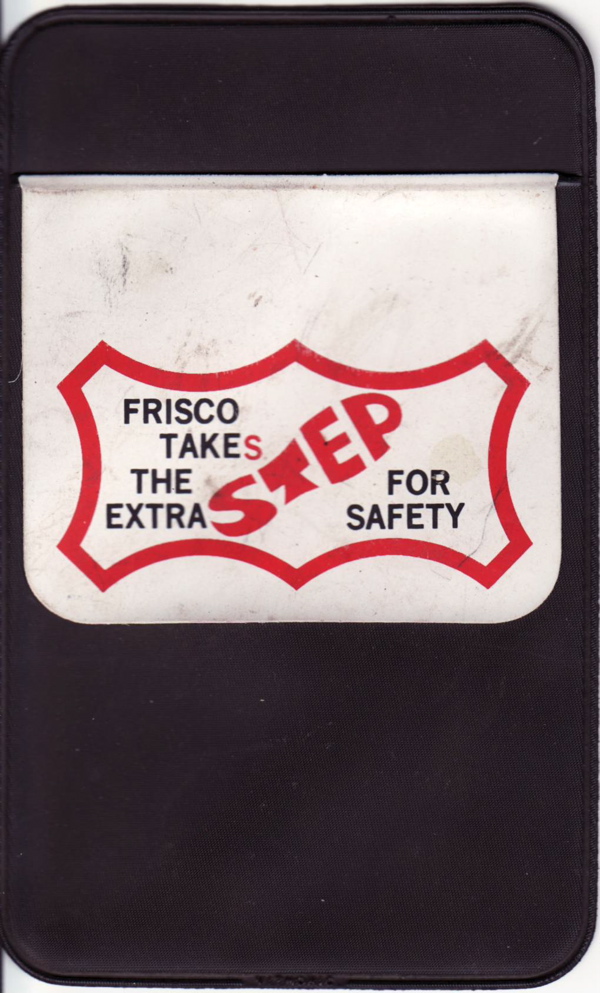 FRISCO
TAKES
THE
EXTRA STEP FOR
SAFETY